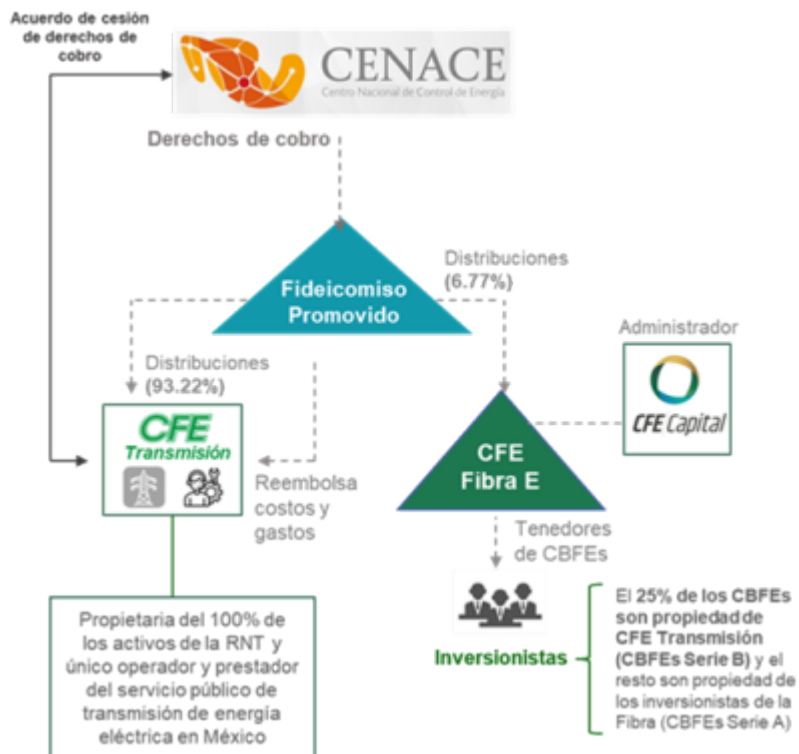 Acuerdo de cesión
de derechos de
cobro
CENACE
Centro Nacional de Control de Energía
Derechos de cobro
Fideicomiso
Promovido
Distribuciones
(6.77%)
Distribuciones
(93.22%)
Administrador
CFE Capital
CFE
Transmisión
Reembolsa
costos y
gastos
CFE
Fibra E
Tenedores
de CBFEs
Inversionistas
El 25% de los CBFEs
son propiedad de
CFE Transmisión
(CBFEs Serie B) y el
resto son propiedad de
los inversionistas de la
Fibra (CBFEs Serie A)
Propietaria del 100% de
los activos de la RNT y
único operador y prestador
del servicio público de
transmisión de energía
eléctrica en México